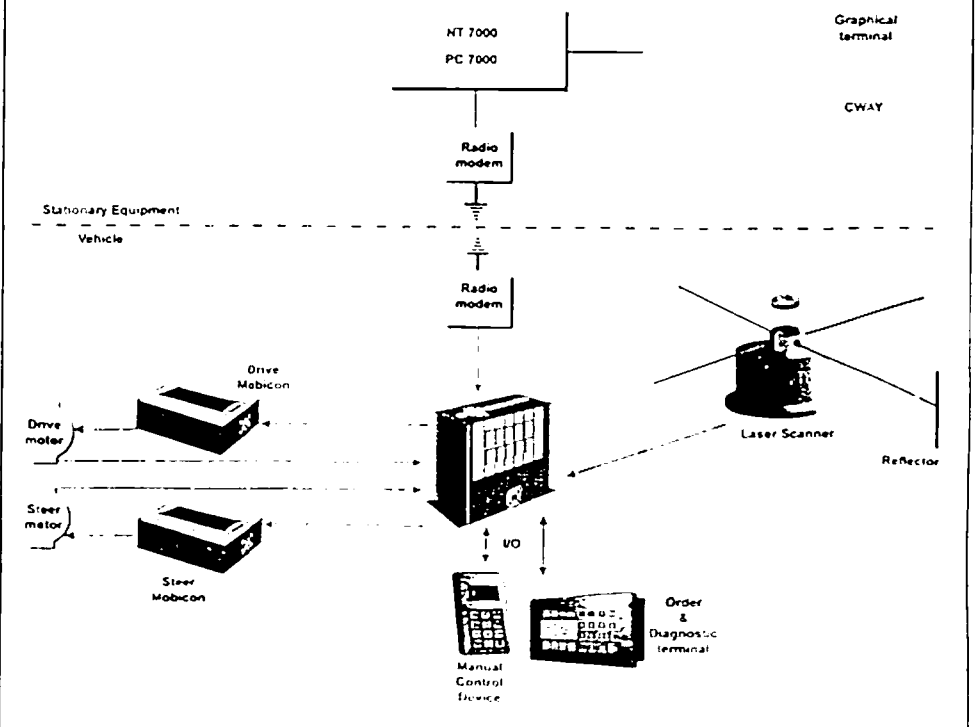 NT 7000
PC 7000
Graphical
terminal
CWAY
Radio
modem
Stationary Equipment
Vehicle
Radio
modem
Drive
Mobicon
Drive
motor
Laser Scanner
Reflector
Steer
motor
I/O
Steer
Mobicon
Order
&
Diagnostic
terminal
Manual
Control
Device